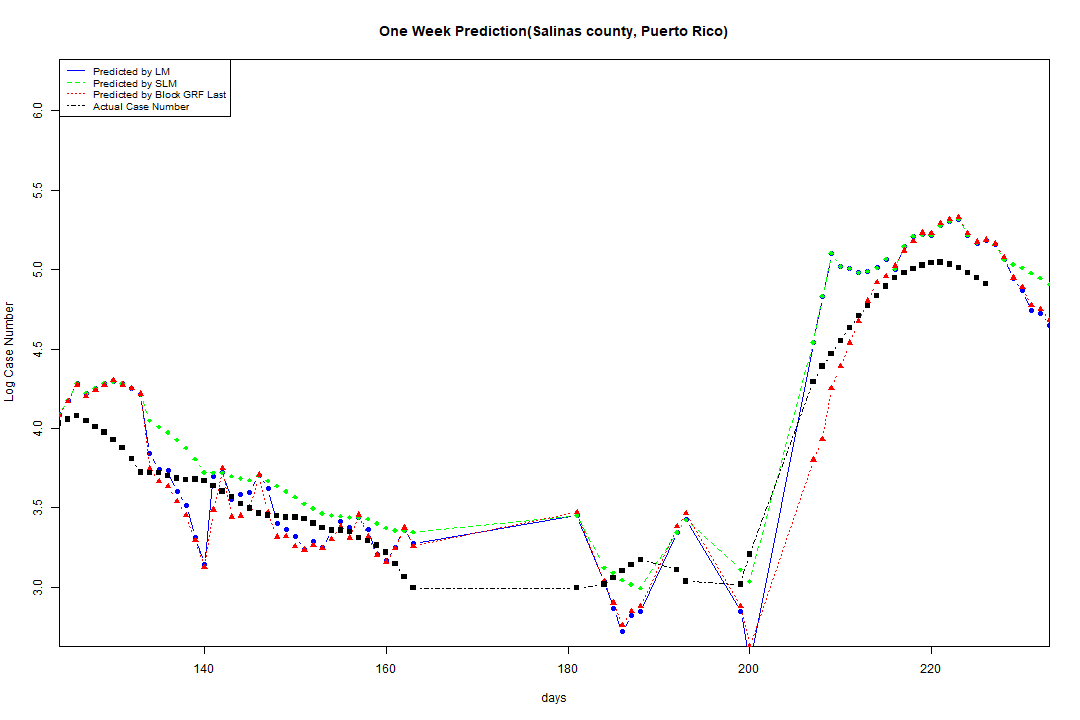 One Week Prediction(Salinas county, Puerto Rico)
Predicted by LM
Predicted by SLM
Predicted by Block GRF Last
Actual Case Number
Log Case Number
6.0
5.5
5.0
4.5
4.0
3.5
3.0
140 160 180 200 220
days